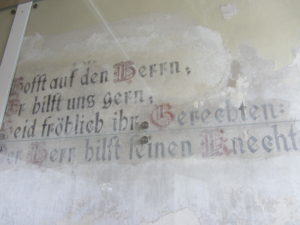 Hofft auf den Herrn;
Er hilft uns gern;
Seid fröhlich ihr Gerechten:
Der Herr hilft seinen Knecht